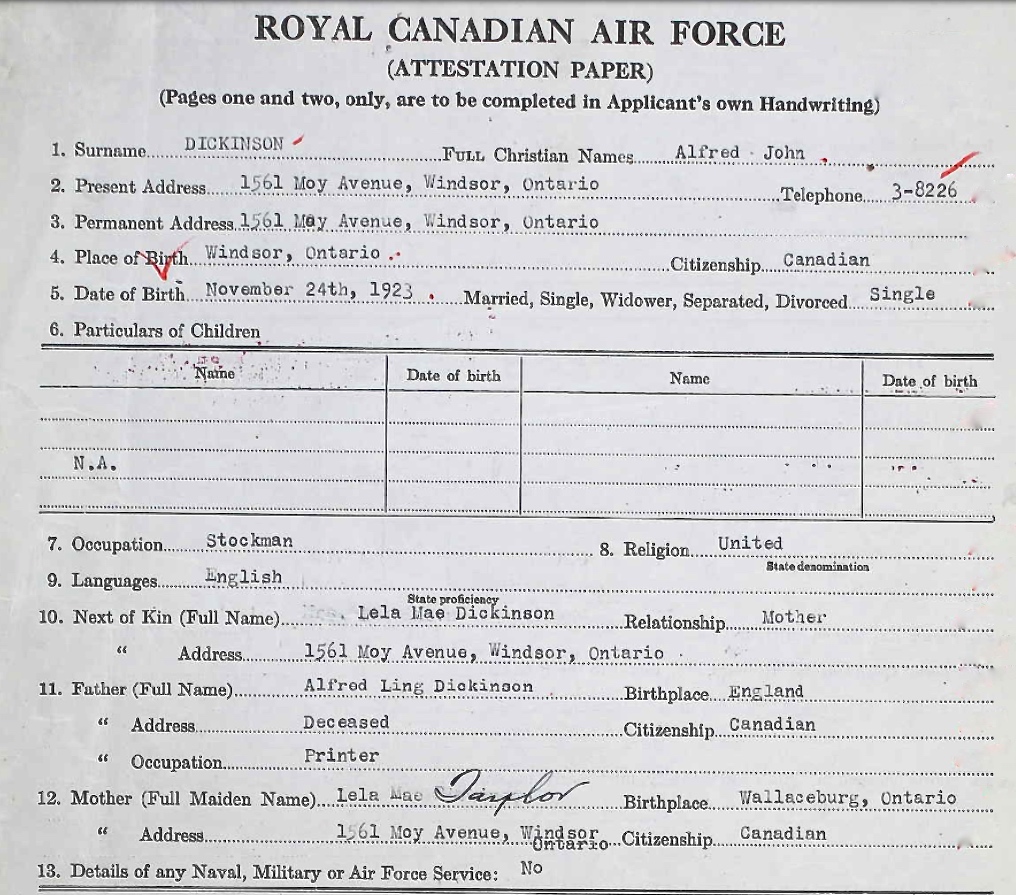 ROYAL CANADIAN AIR FORCE
(ATTESTATION PAPER)
(Pages one and two, only, are to be completed in Applicant's own Handwriting)
1. Surname DICKINSON FULL Christian Names Alfred John
2. Present Address 1561 Moy Avenue, Windsor, Ontario Telephone 3-8226
3. Permanent Address 1561 Moy Avenue, Windsor, Ontario
4. Place of Birth Windsor, Ontario Citizenship Canadian
5. Date of Birth November 24th, 1923 Married, Single, Widower, Separated, Divorced Single
6. Particulars of Children
Name Date of birth Name Date of birth
N.A.
7. Occupation Stockman 8. Religion United
State denomination
9. Languages English
State proficiency
10. Next of Kin (Full Name) Lela Mae Dickinson Relationship Mother
" Address 1561 Moy Avenue, Windsor, Ontario
11. Father (Full Name) Alfred Ling Dickinson Birthplace England
" Address Deceased Citizenship Canadian
" Occupation Printer
12. Mother (Full Maiden Name) Lela Mae Taylor Birthplace Wallaceburg, Ontario
" Address 1561 Moy Avenue, Windsor Citizenship Canadian
Ontario
13. Details of any Naval, Military or Air Force Service: No